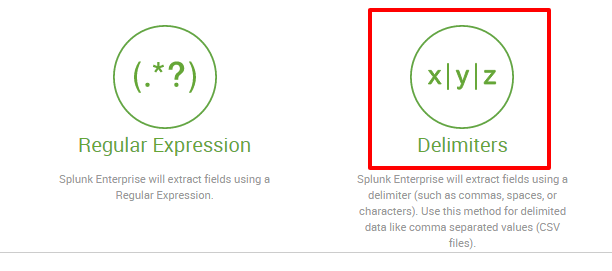 (.*?)
x|y|z
Regular Expression
Delimiters
Splunk Enterprise will extract fields using a
Regular Expression.
Splunk Enterprise will extract fields using a
delimiter (such as commas, spaces, or
characters). Use this method for delimited
data like comma separated values (CSV
files).